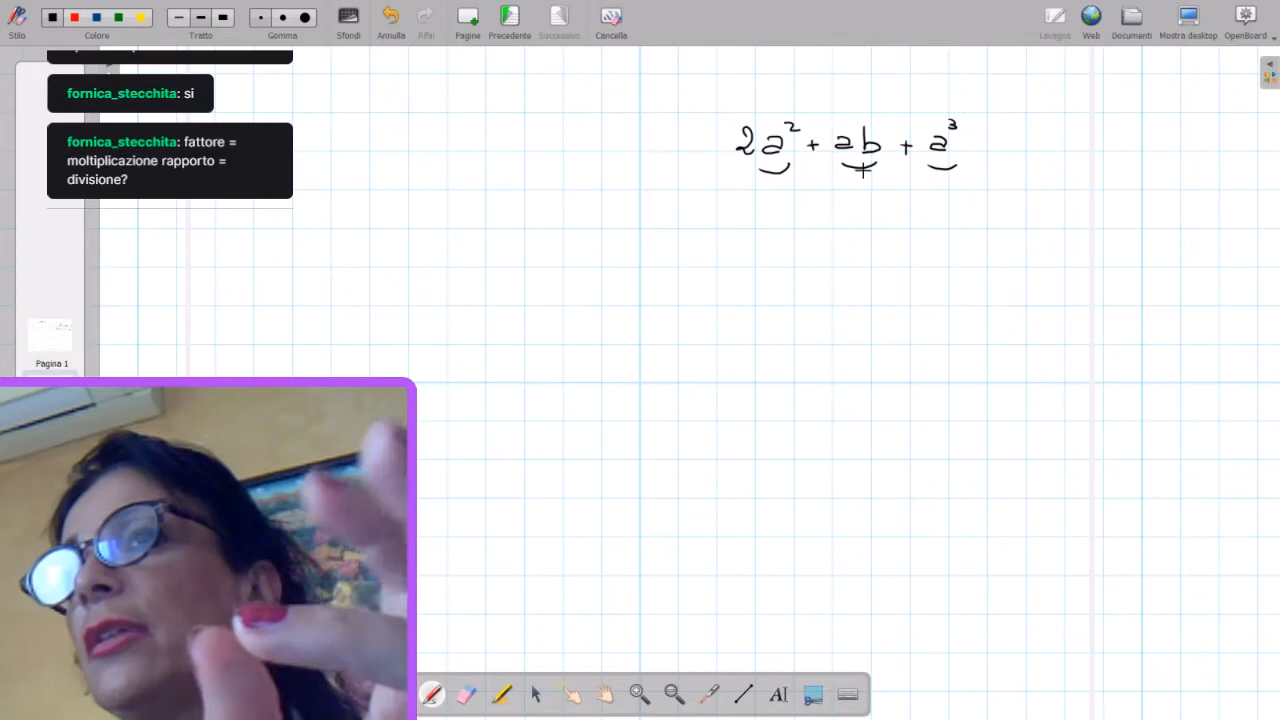 Stilo Colore Tratto Gomma Sfondi Annulla Rifai Pagine Precedente Successivo Cancella Lavagna Web Documenti Mostra desktop OpenBoard
fornica_stecchita: si
fornica_stecchita: fattore =
moltiplicazione rapporto =
divisione?
2a² + ab + a³
Pagina 1
AI